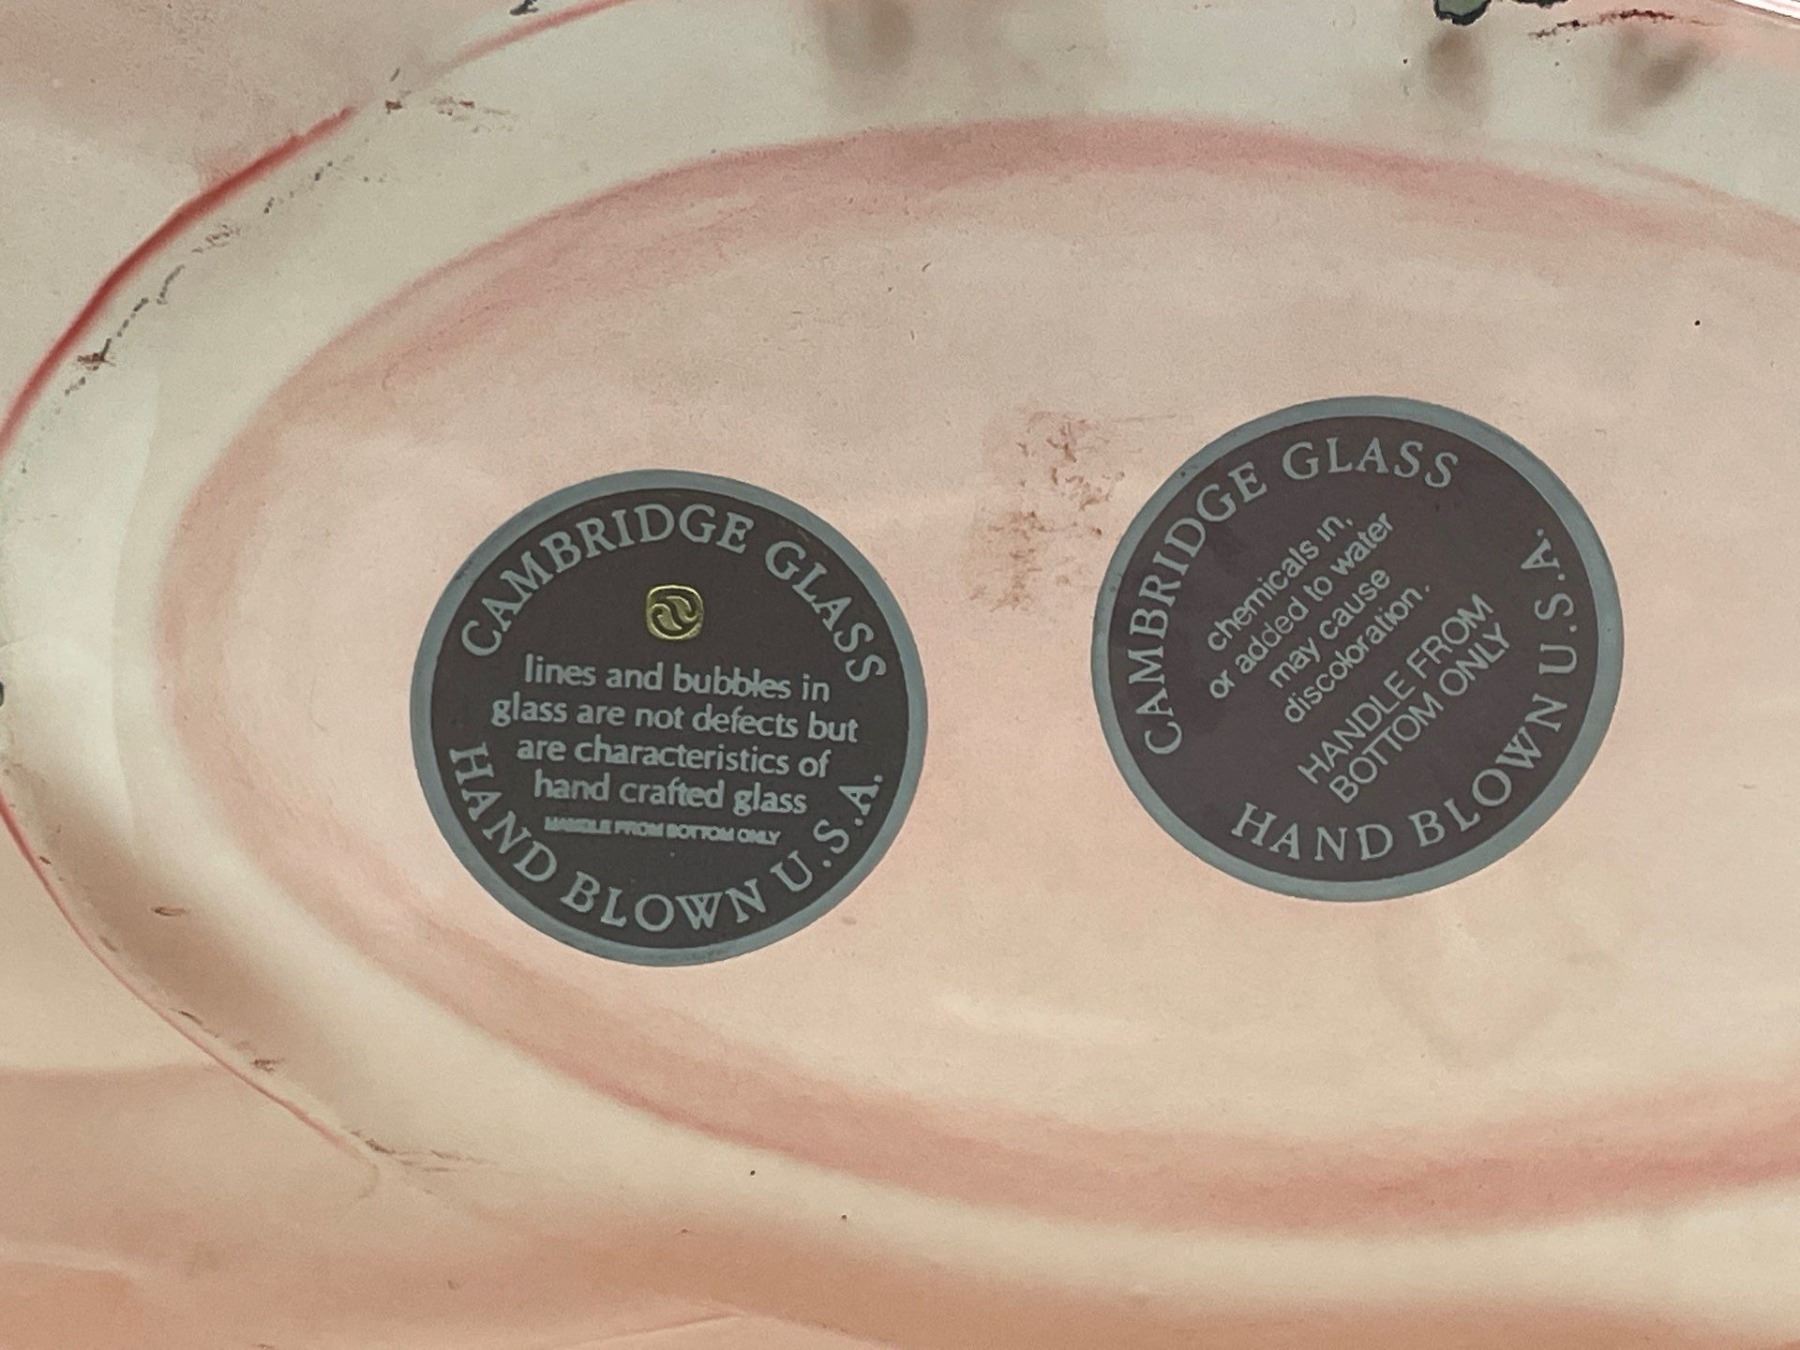 CAMBRIDGE GLASS
lines and bubbles in
glass are not defects but
are characteristics of
hand crafted glass
HANDLE FROM BOTTOM ONLY
HAND BLOWN U.S.A.
CAMBRIDGE GLASS
chemicals in,
or added to water
may cause
discoloration.
HANDLE FROM
BOTTOM ONLY
HAND BLOWN U.S.A.